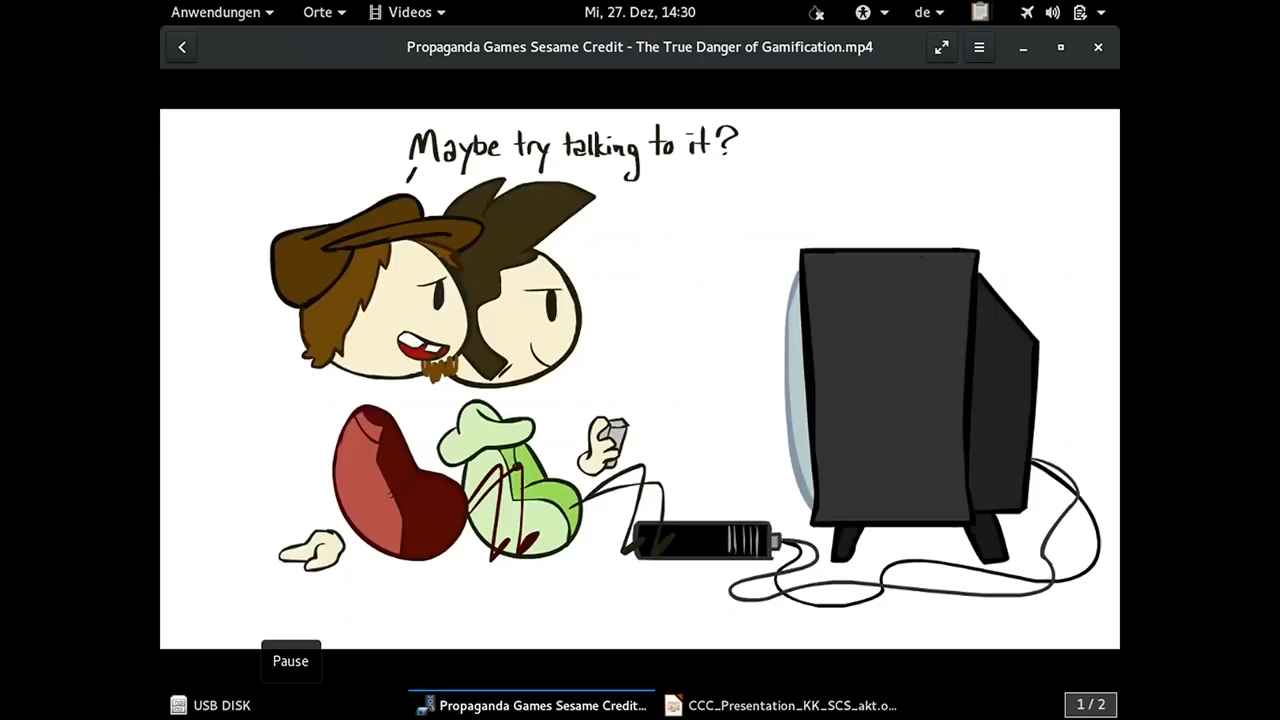 Anwendungen Orte Videos Mi, 27. Dez, 14:30 de
Propaganda Games Sesame Credit - The True Danger of Gamification.mp4
Maybe try talking to it?
Pause
USB DISK Propaganda Games Sesame Credit... CCC_Presentation_KK_SCS_akt.o... 1 / 2